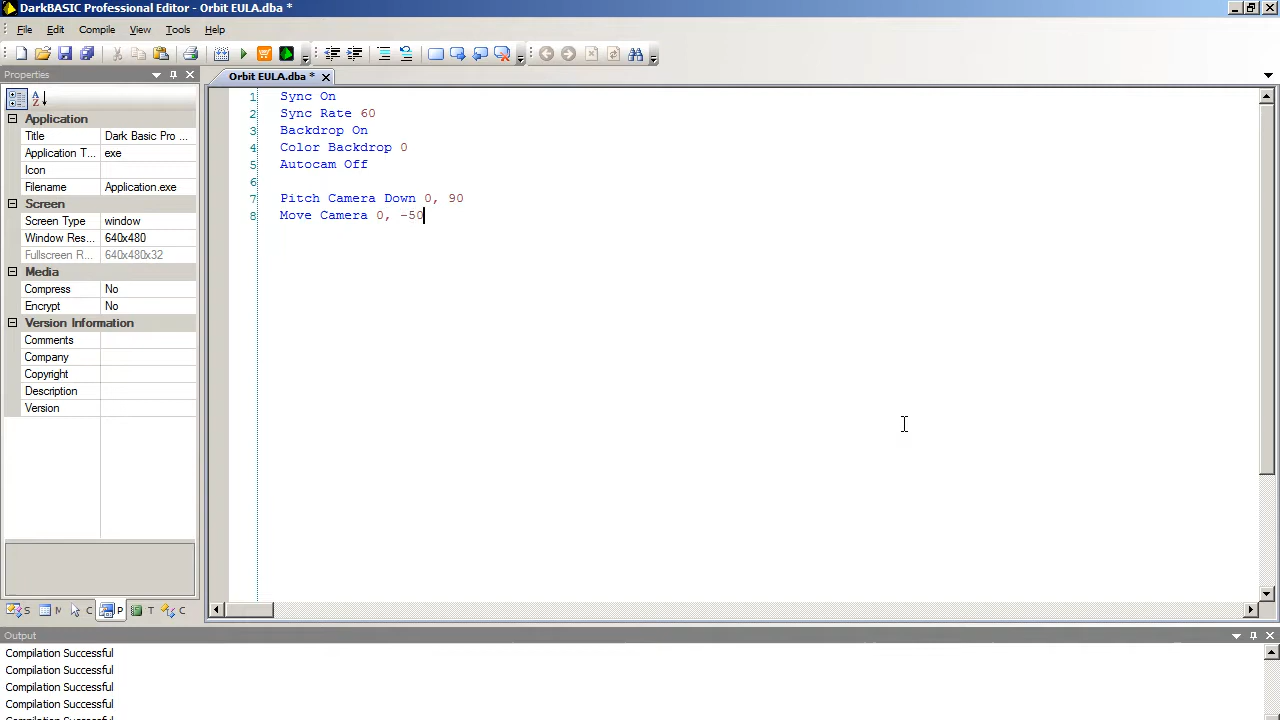 DarkBASIC Professional Editor - Orbit EULA.dba *
File Edit Compile View Tools Help
Properties
Orbit EULA.dba *
Application
Title Dark Basic Pro ...
Application T... exe
Icon
Filename Application.exe
Screen
Screen Type window
Window Res... 640x480
Fullscreen R... 640x480x32
Media
Compress No
Encrypt No
Version Information
Comments
Company
Copyright
Description
Version
S M C P T C
1 Sync On
2 Sync Rate 60
3 Backdrop On
4 Color Backdrop 0
5 Autocam Off
6
7 Pitch Camera Down 0, 90
8 Move Camera 0, -50
Output
Compilation Successful
Compilation Successful
Compilation Successful
Compilation Successful
Compilation Successful